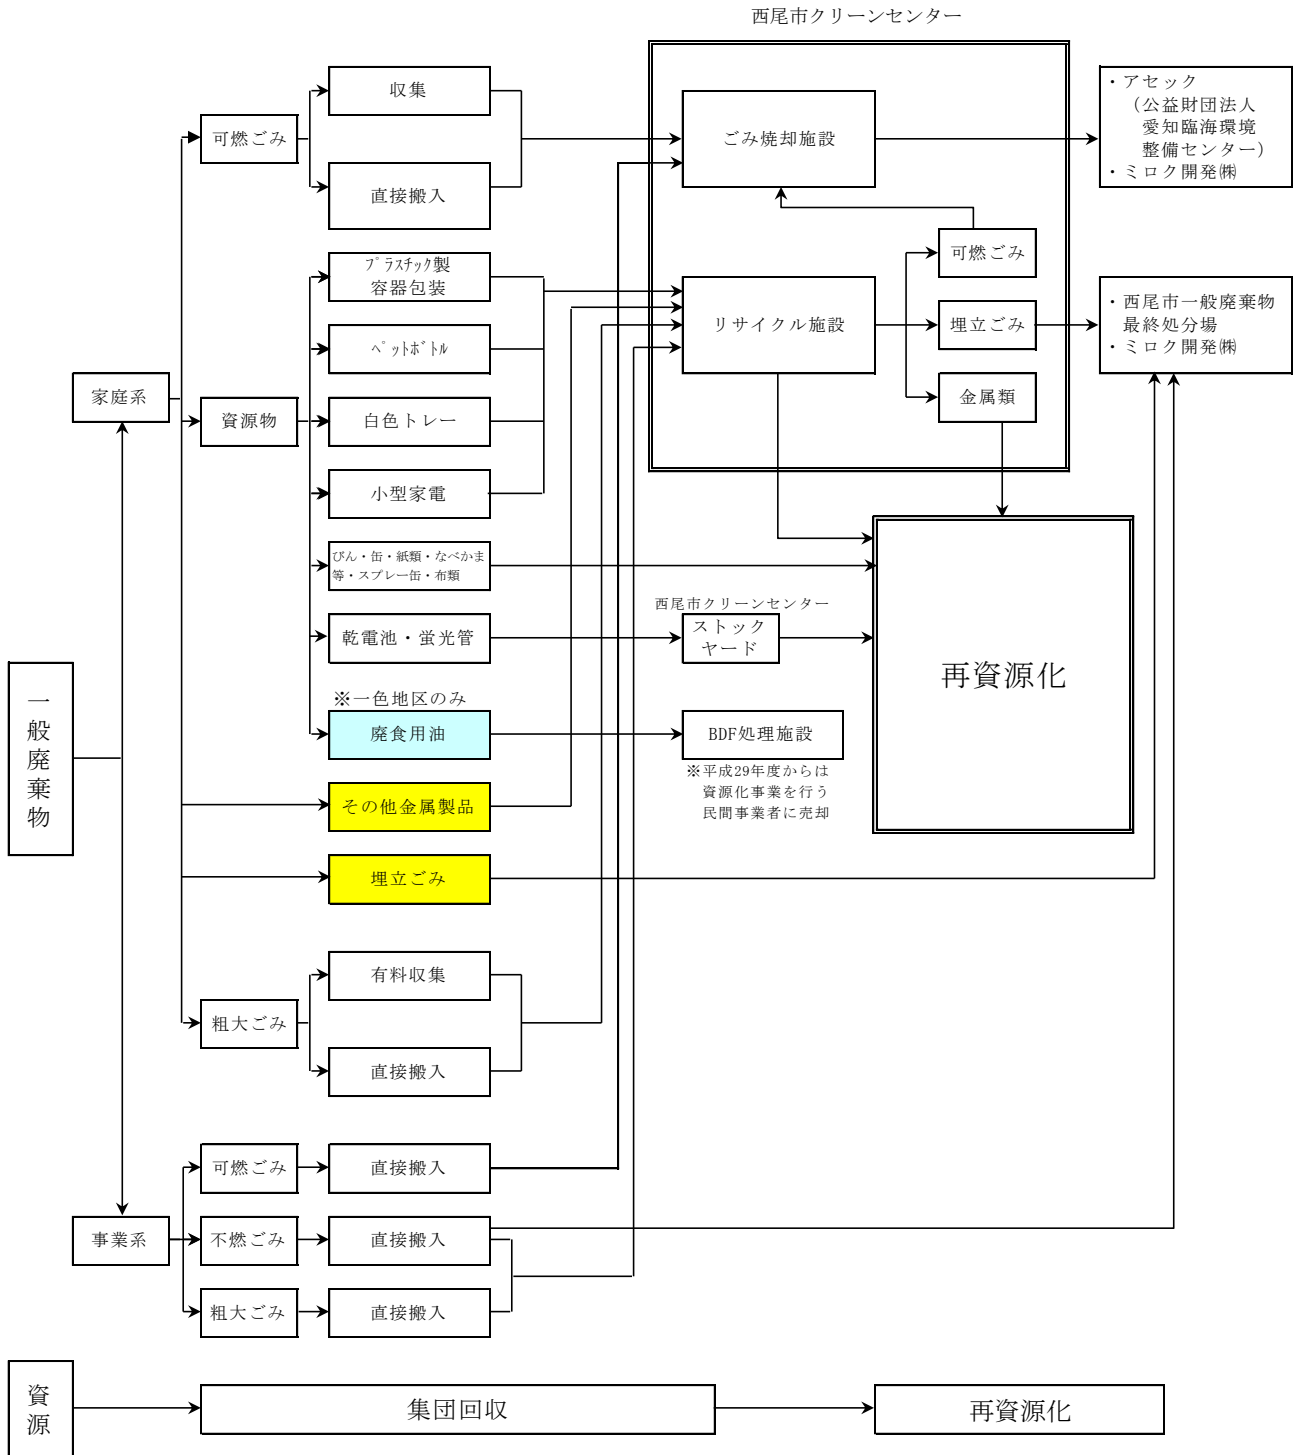 西尾市クリーンセンター
収集
可燃ごみ
直接搬入
ごみ焼却施設
・アセック
（公益財団法人
愛知臨海環境
整備センター）
・ミロク開発㈱
可燃ごみ
プラスチック製
容器包装
ペットボトル
リサイクル施設
埋立ごみ
・西尾市一般廃棄物
最終処分場
・ミロク開発㈱
金属類
家庭系
資源物
白色トレー
小型家電
びん・缶・紙類・なべかま
等・スプレー缶・布類
西尾市クリーンセンター
乾電池・蛍光管
ストック
ヤード
再資源化
一般廃棄物
※一色地区のみ
廃食用油
BDF処理施設
※平成29年度からは
資源化事業を行う
民間事業者に売却
その他金属製品
埋立ごみ
有料収集
粗大ごみ
直接搬入
可燃ごみ
直接搬入
事業系
不燃ごみ
直接搬入
粗大ごみ
直接搬入
資源
集団回収
再資源化